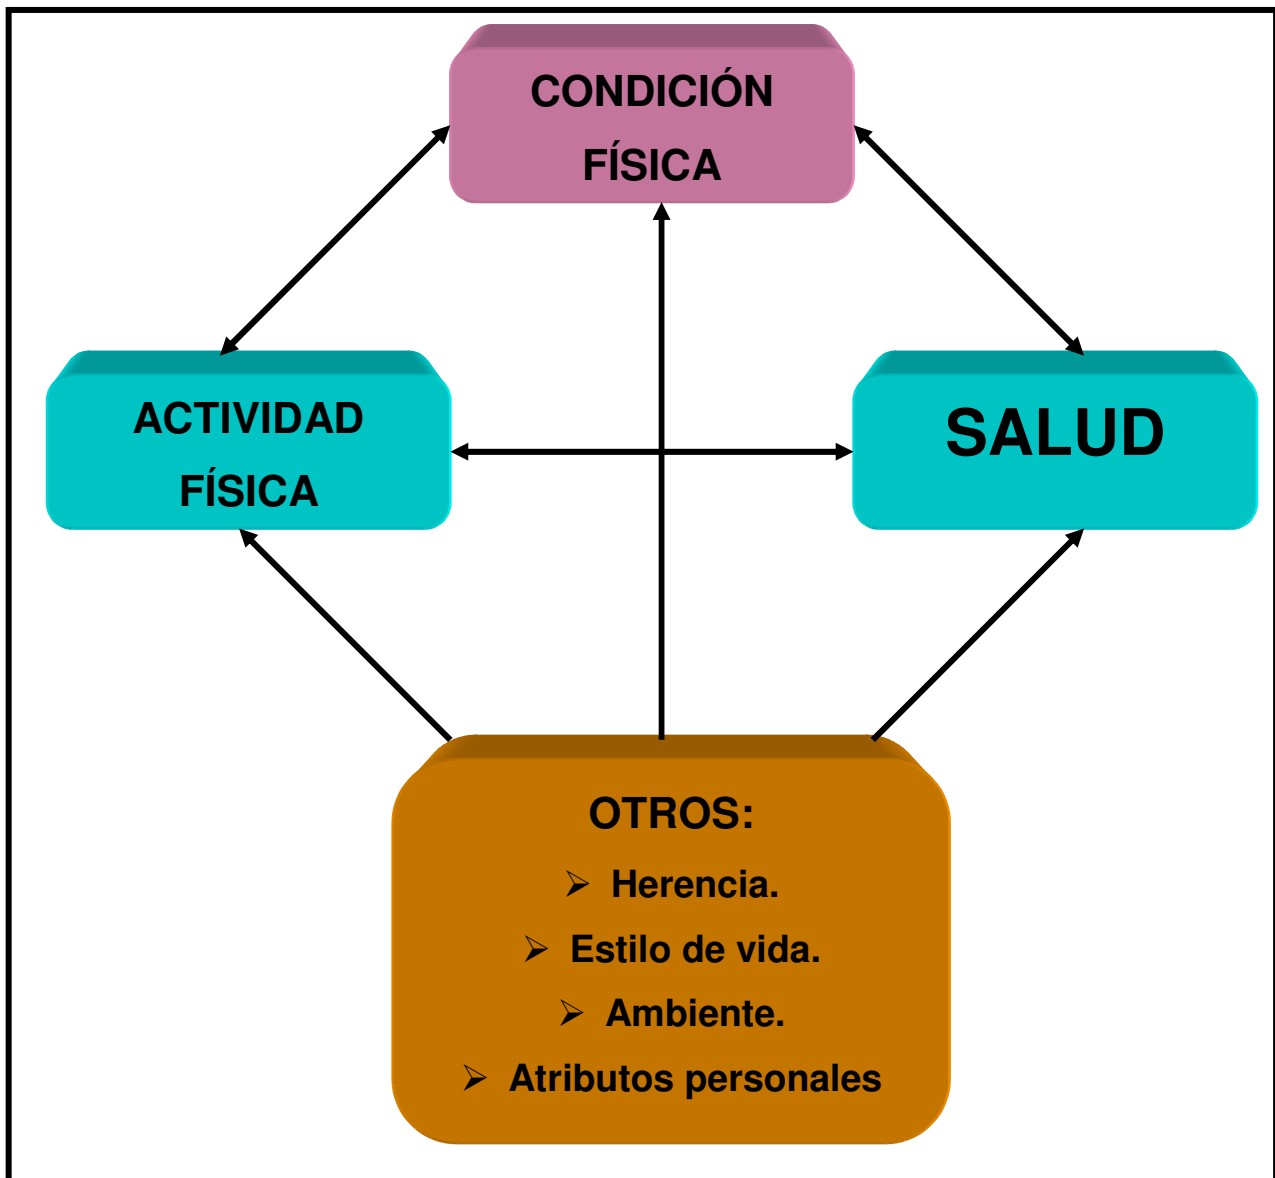 CONDICIÓN
FÍSICA
ACTIVIDAD
FÍSICA
SALUD
OTROS:
➢ Herencia.
➢ Estilo de vida.
➢ Ambiente.
➢ Atributos personales